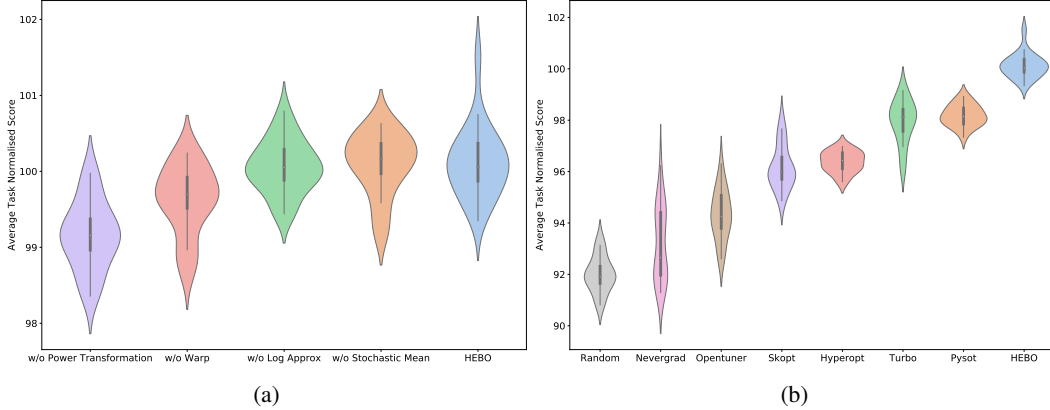 102
101
100
99
98
Average Task Normalised Score
w/o Power Transformation w/o Warp w/o Log Approx w/o Stochastic Mean HEBO
(a)
102
100
98
96
94
92
90
Average Task Normalised Score
Random Nevergrad Opentuner Skopt Hyperopt Turbo Pysot HEBO
(b)